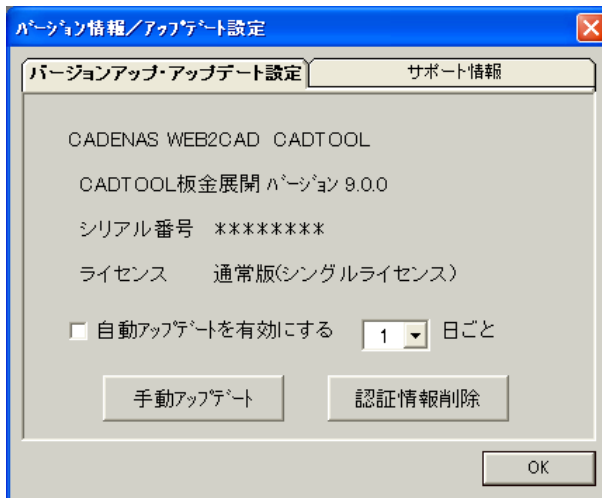 ﾊﾞｰｼﾞｮﾝ情報／ｱｯﾌﾟﾃﾞｰﾄ設定
バージョンアップ・アップデート設定 サポート情報
CADENAS WEB2CAD CADTOOL
CADTOOL板金展開 ﾊﾞｰｼﾞｮﾝ 9.0.0
シリアル番号 ********
ライセンス 通常版(シングルライセンス)
自動ｱｯﾌﾟﾃﾞｰﾄを有効にする 1 日ごと
手動ｱｯﾌﾟﾃﾞｰﾄ 認証情報削除
OK